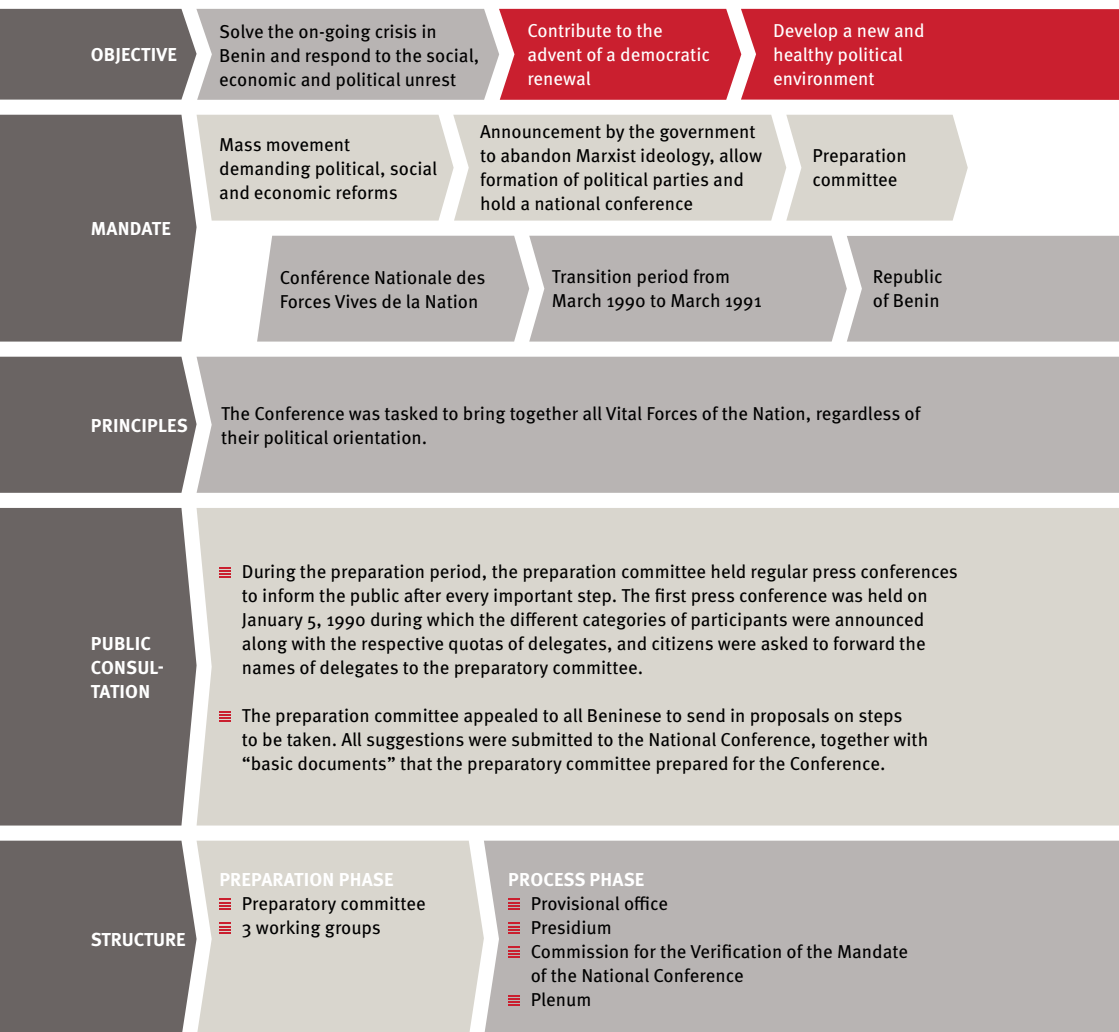 OBJECTIVE
Solve the on-going crisis in
Benin and respond to the social,
economic and political unrest
Contribute to the
advent of a democratic
renewal
Develop a new and
healthy political
environment
MANDATE
Mass movement
demanding political, social
and economic reforms
Announcement by the government
to abandon Marxist ideology, allow
formation of political parties and
hold a national conference
Preparation
committee
Conférence Nationale des
Forces Vives de la Nation
Transition period from
March 1990 to March 1991
Republic
of Benin
PRINCIPLES
The Conference was tasked to bring together all Vital Forces of the Nation, regardless of
their political orientation.
PUBLIC
CONSUL-
TATION
During the preparation period, the preparation committee held regular press conferences
to inform the public after every important step. The first press conference was held on
January 5, 1990 during which the different categories of participants were announced
along with the respective quotas of delegates, and citizens were asked to forward the
names of delegates to the preparatory committee.
The preparation committee appealed to all Beninese to send in proposals on steps
to be taken. All suggestions were submitted to the National Conference, together with
“basic documents” that the preparatory committee prepared for the Conference.
STRUCTURE
PREPARATION PHASE
Preparatory committee
3 working groups
PROCESS PHASE
Provisional office
Presidium
Commission for the Verification of the Mandate
of the National Conference
Plenum